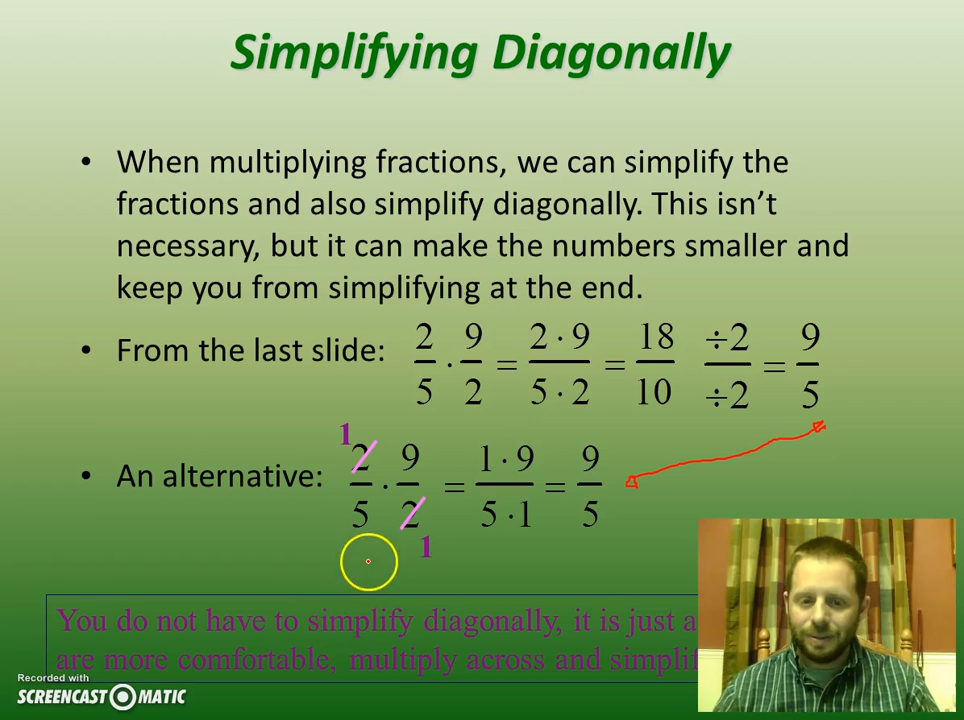 Simplifying Diagonally
• When multiplying fractions, we can simplify the
fractions and also simplify diagonally. This isn't
necessary, but it can make the numbers smaller and
keep you from simplifying at the end.
• From the last slide: 2/5 · 9/2 = 2 · 9/5 · 2 = 18/10 ÷2/÷2 = 9/5
1
• An alternative: 2/5 · 9/2 = 1 · 9/5 · 1 = 9/5
1
You do not have to simplify diagonally, it is just a
are more comfortable, multiply across and
Recorded with
SCREENCAST MATIC